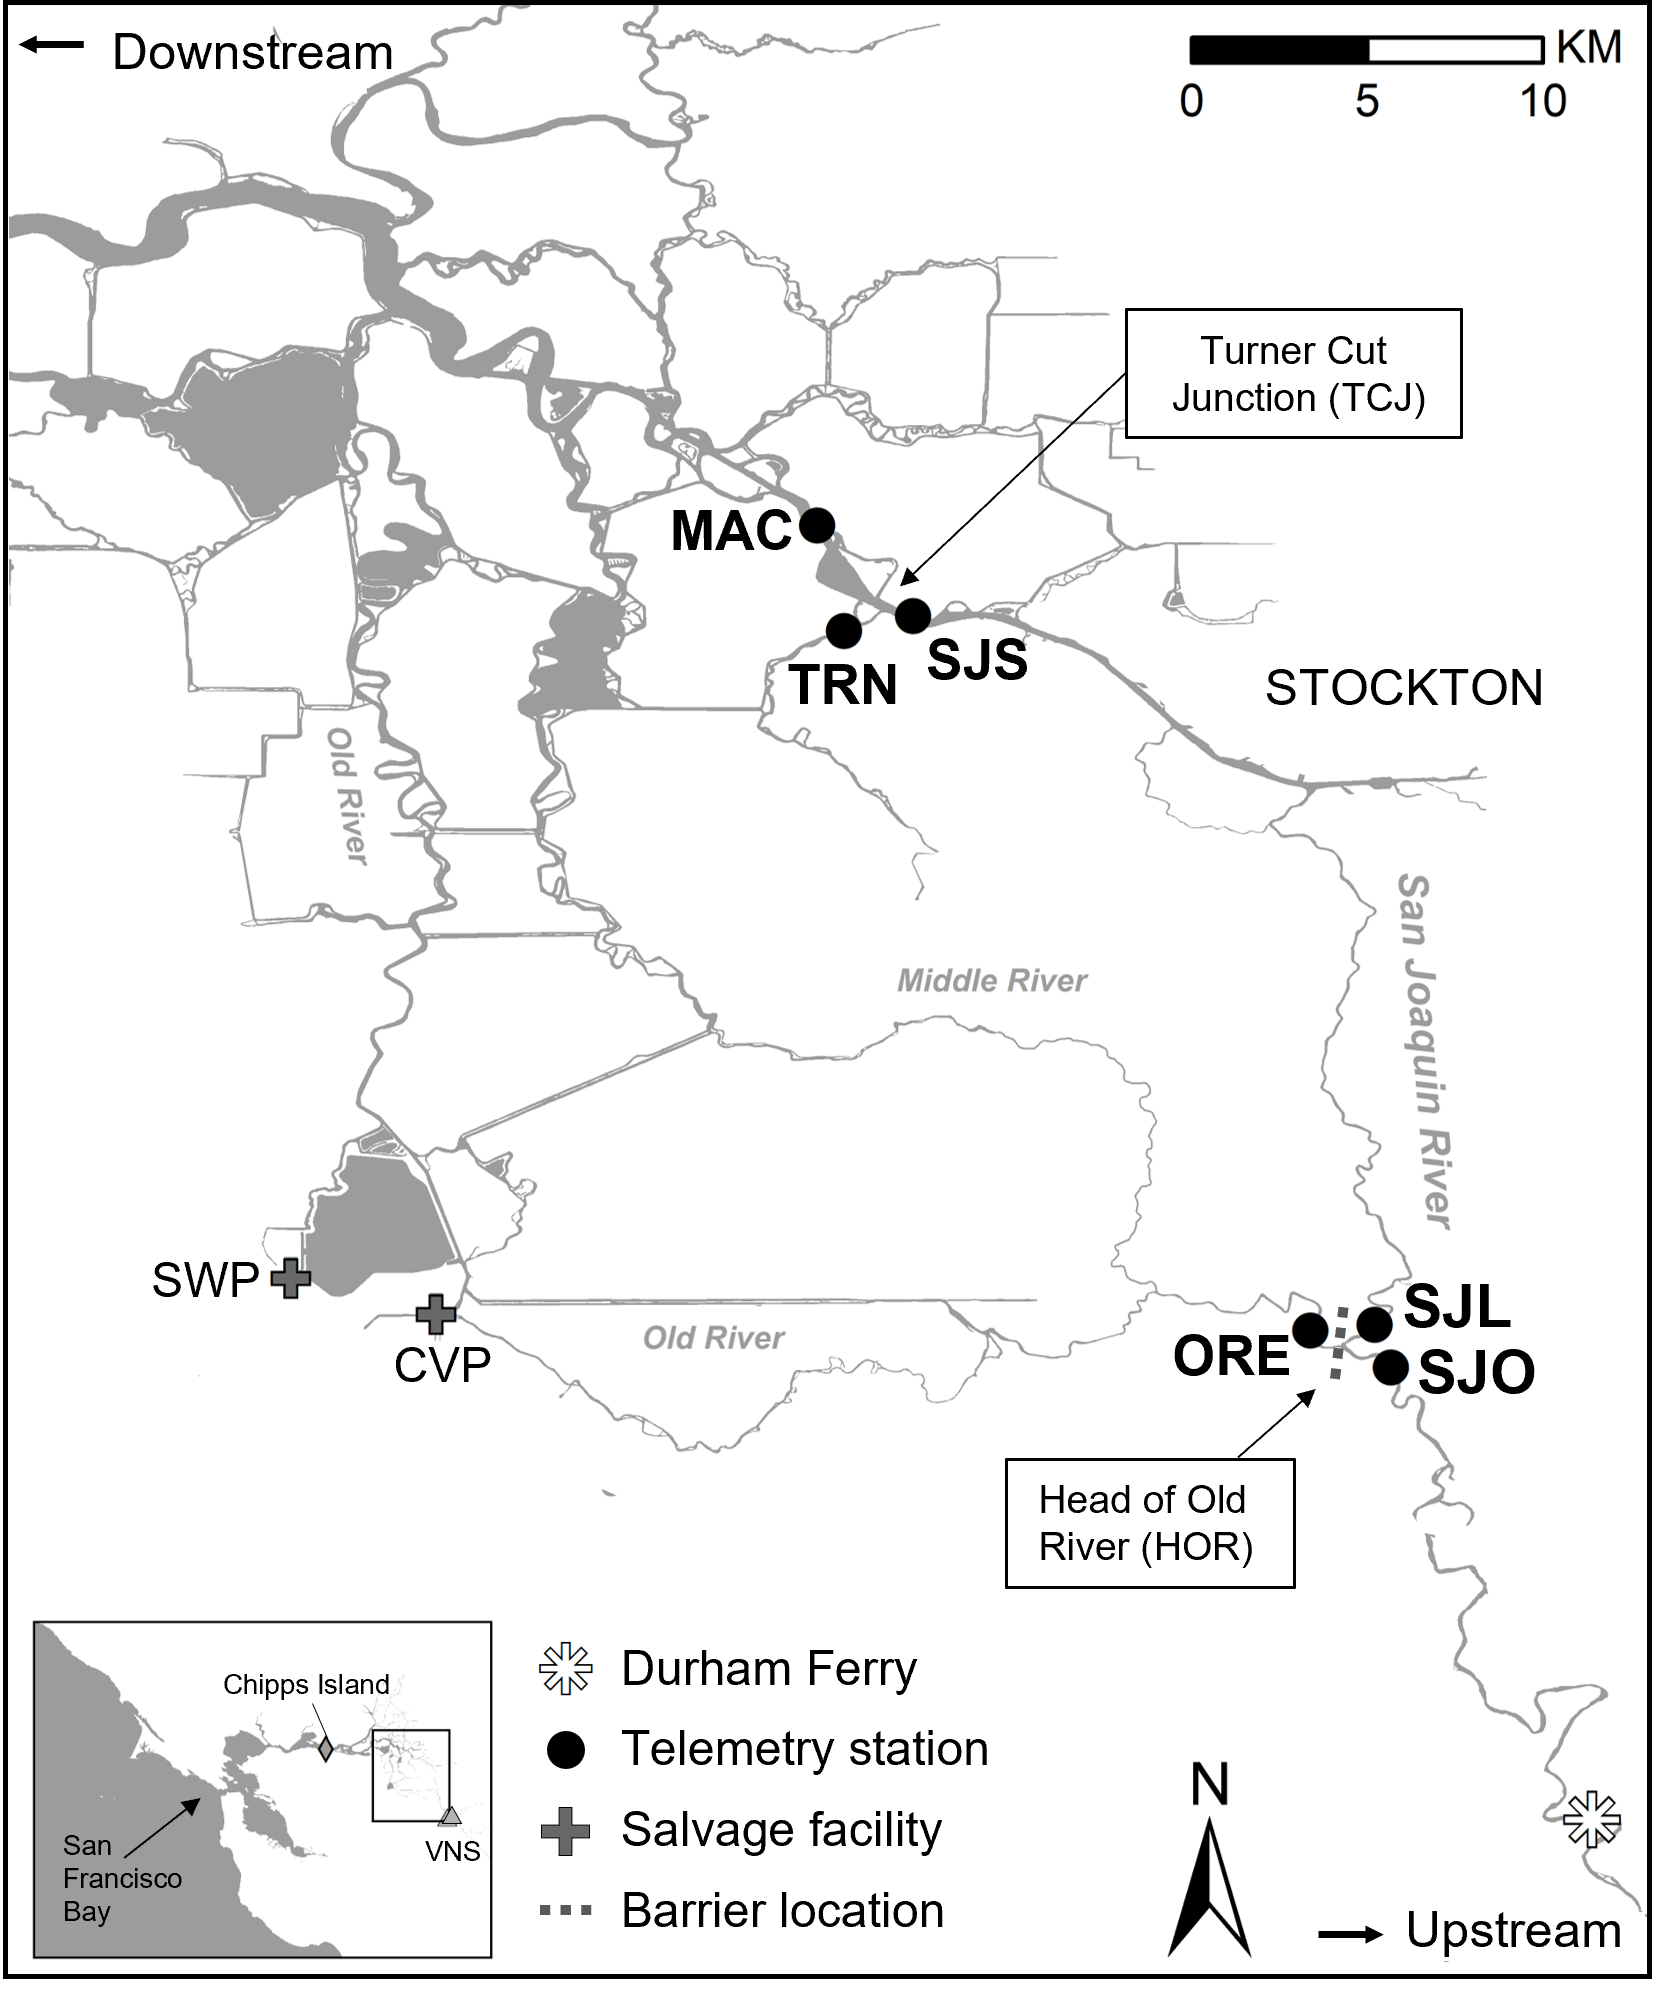 Downstream
KM
0 5 10
Turner Cut
Junction (TCJ)
MAC
TRN
SJS
STOCKTON
Old River
San Joaquin River
Middle River
SWP
CVP
Old River
ORE
SJL
SJO
Head of Old
River (HOR)
Chipps Island
San
Francisco
Bay
VNS
Durham Ferry
Telemetry station
Salvage facility
Barrier location
N
Upstream